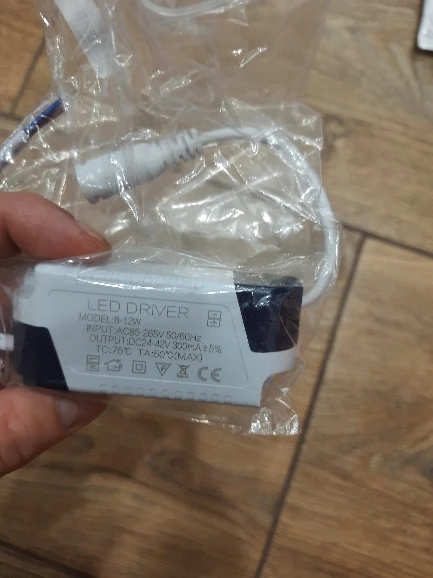 LED DRIVER
MODEL:8-12W
INPUT:AC85-265V 50/60Hz
OUTPUT:DC24-42V 300mA±5%
TC:75℃ TA:50℃(MAX)
CE